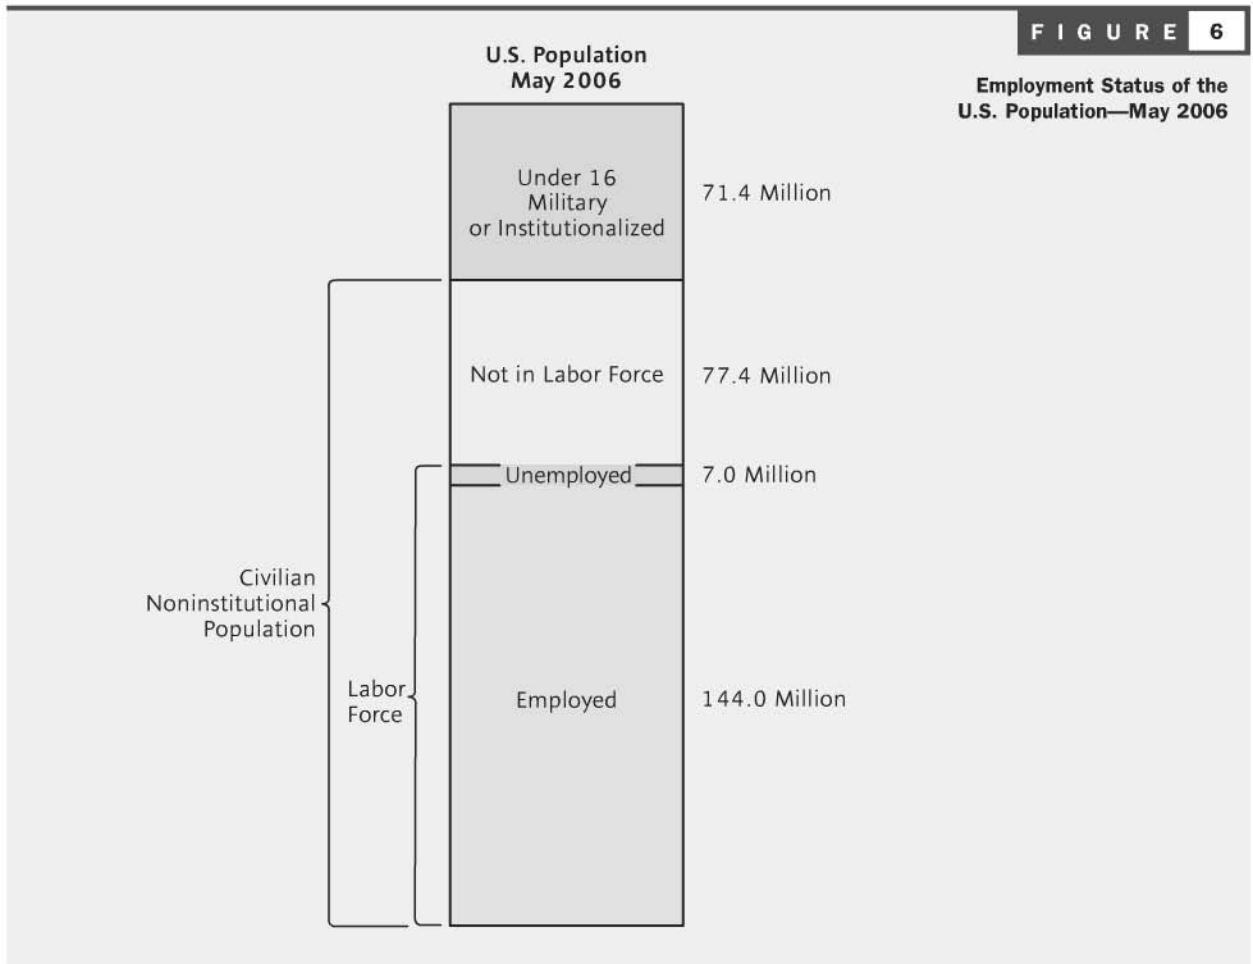 FIGURE 6
Employment Status of the
U.S. Population—May 2006
U.S. Population
May 2006
Under 16
Military
or Institutionalized
71.4 Million
Not in Labor Force
77.4 Million
Unemployed
7.0 Million
Civilian
Noninstitutional
Population
Labor
Force
Employed
144.0 Million